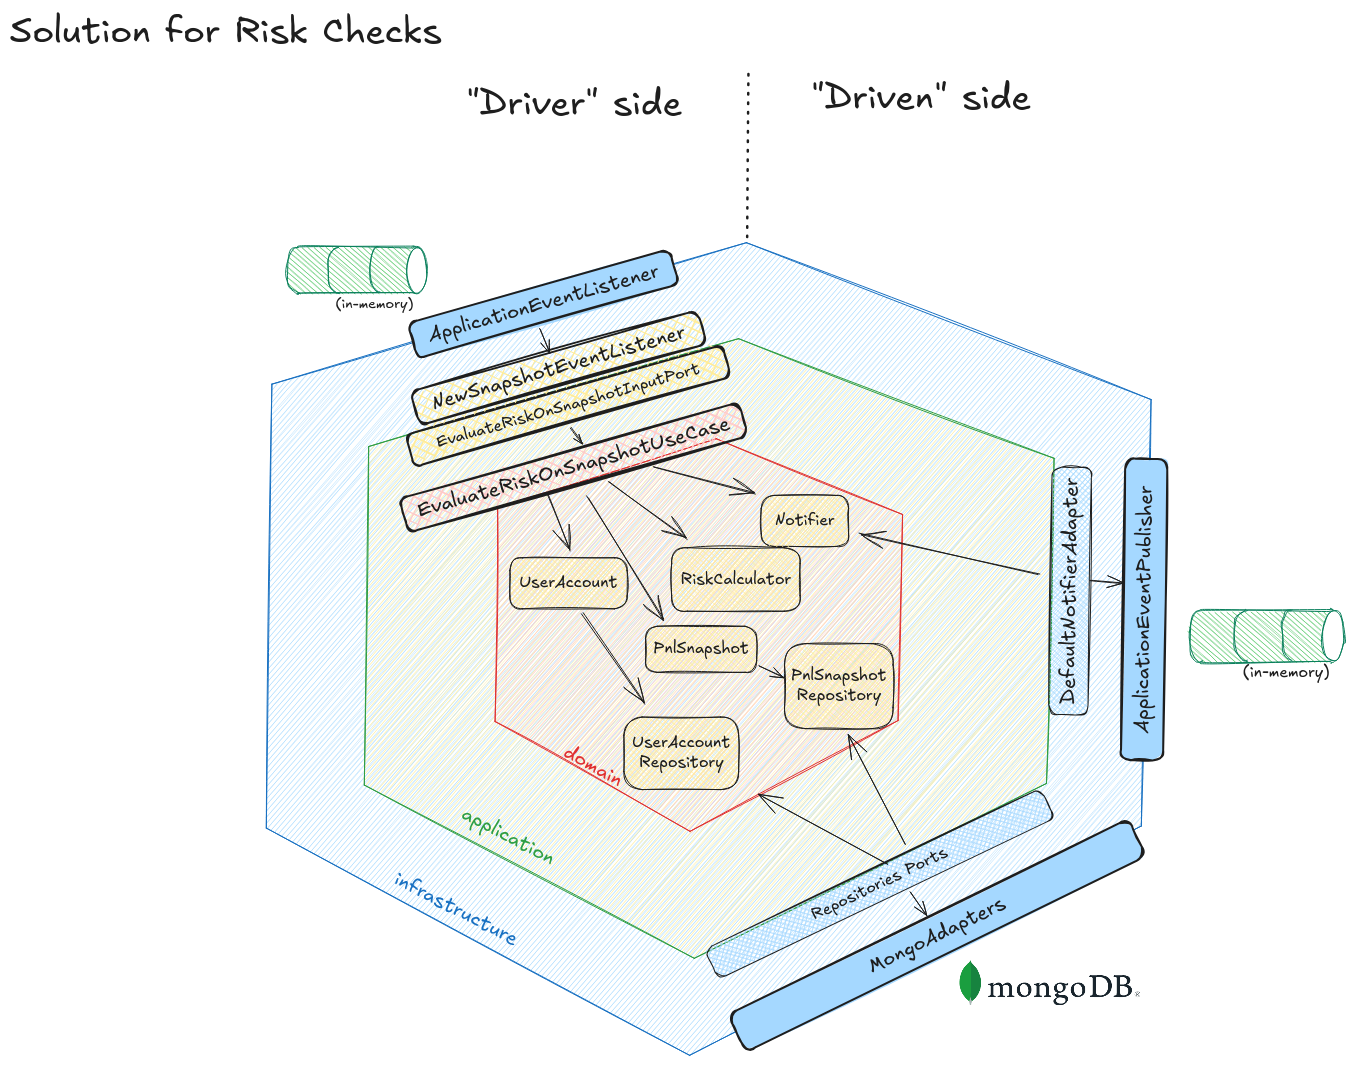 Solution for Risk Checks
"Driver" side
"Driven" side
(in-memory)
ApplicationEventListener
NewSnapshotEventListener
EvaluateRiskOnSnapshotInputPort
EvaluateRiskOnSnapshotUseCase
Notifier
RiskCalculator
UserAccount
PnlSnapshot
PnlSnapshot
Repository
UserAccount
Repository
DefaultNotifierAdapter
ApplicationEventPublisher
(in-memory)
domain
application
infrastructure
Repositories Ports
MongoAdapters
mongoDB®